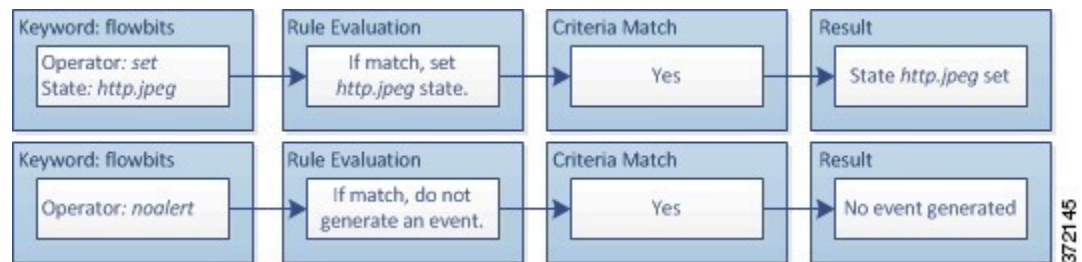 Keyword: flowbits
Operator: set
State: http.jpeg
Rule Evaluation
If match, set
http.jpeg state.
Criteria Match
Yes
Result
State http.jpeg set
Keyword: flowbits
Operator: noalert
Rule Evaluation
If match, do not
generate an event.
Criteria Match
Yes
Result
No event generated
372145